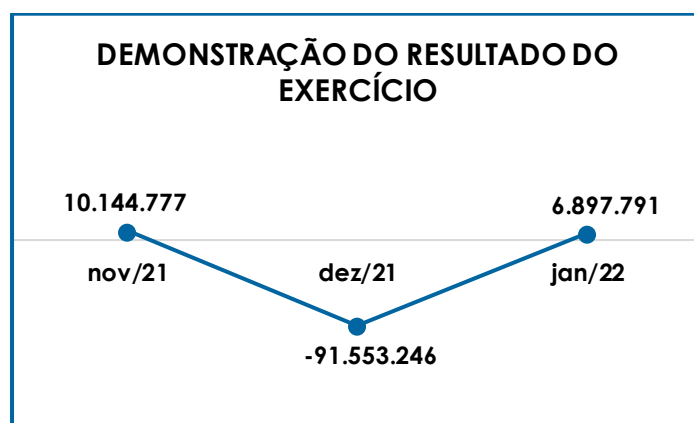 DEMONSTRAÇÃO DO RESULTADO DO
EXERCÍCIO
10.144.777
6.897.791
nov/21
dez/21
jan/22
-91.553.246